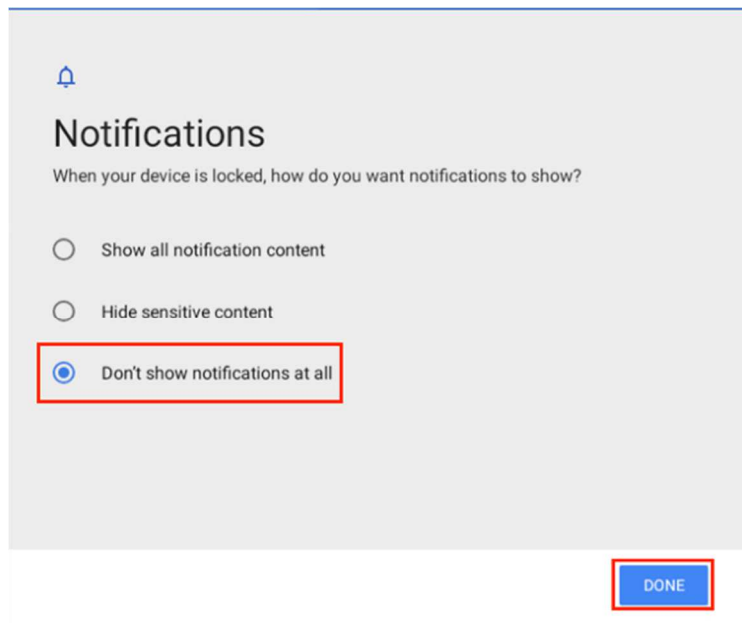 Notifications
When your device is locked, how do you want notifications to show?
Show all notification content
Hide sensitive content
Don't show notifications at all
DONE